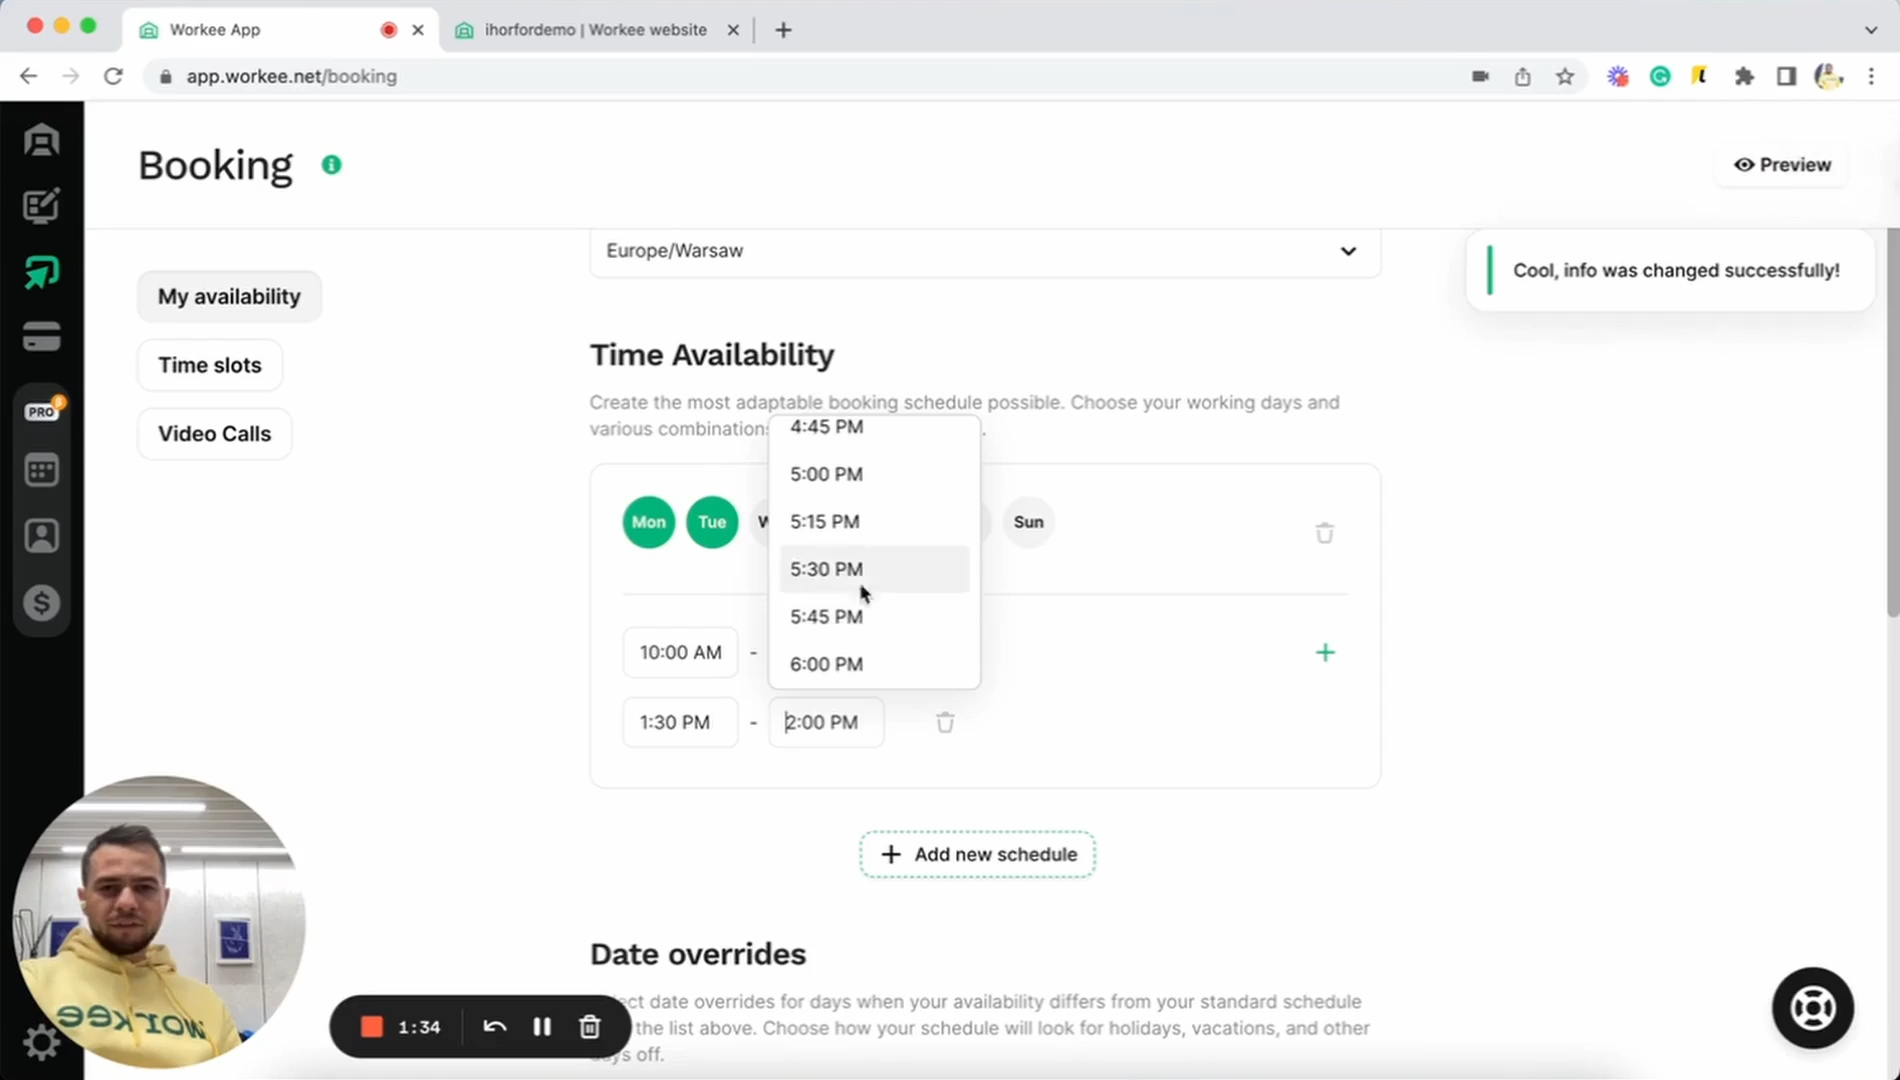 Workee App
ihorfordemo | Workee website
app.workee.net/booking
Booking
Preview
Europe/Warsaw
Cool, info was changed successfully!
My availability
Time slots
Video Calls
Time Availability
Create the most adaptable booking schedule possible. Choose your working days and
various combinations
.
4:45 PM
5:00 PM
5:15 PM
5:30 PM
5:45 PM
6:00 PM
Mon
Tue
W
Sun
10:00 AM
-
1:30 PM
-
2:00 PM
PRO
+ Add new schedule
Date overrides
ect date overrides for days when your availability differs from your standard schedule
the list above. Choose how your schedule will look for holidays, vacations, and other
days off.
1:34
workee